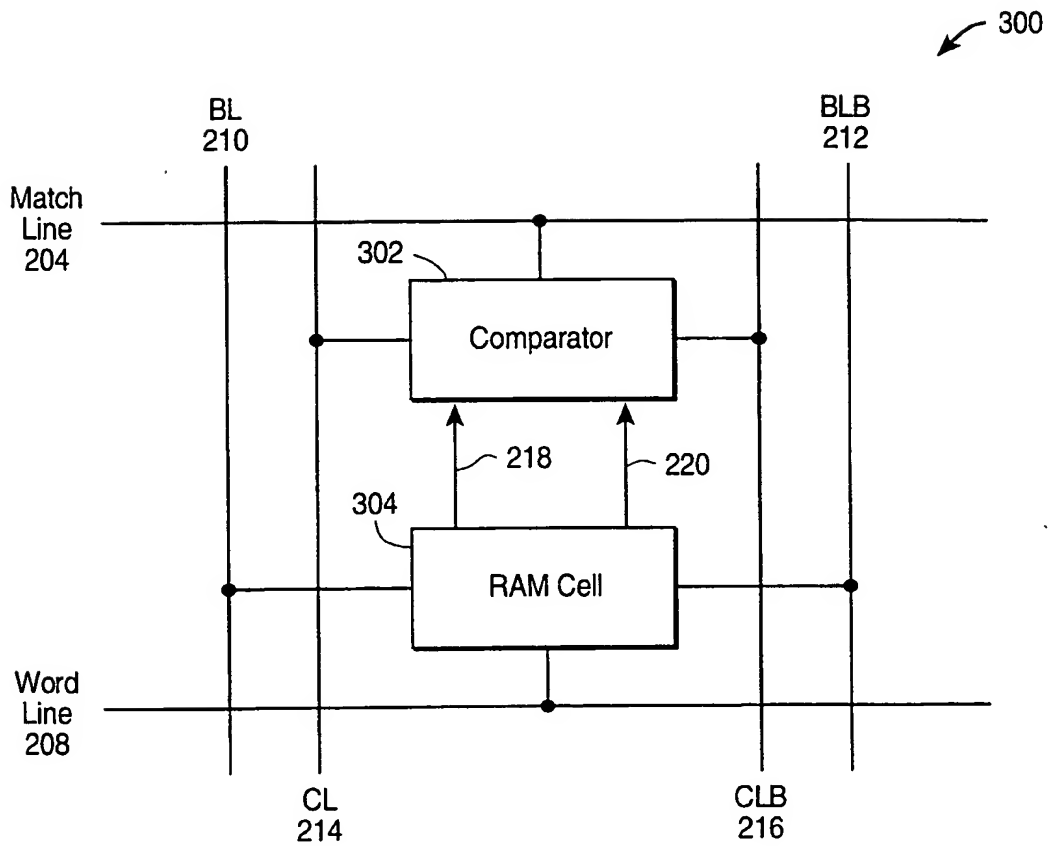 300
BL
210
BLB
212
Match
Line
204
302
Comparator
218
220
304
RAM Cell
Word
Line
208
CL
214
CLB
216